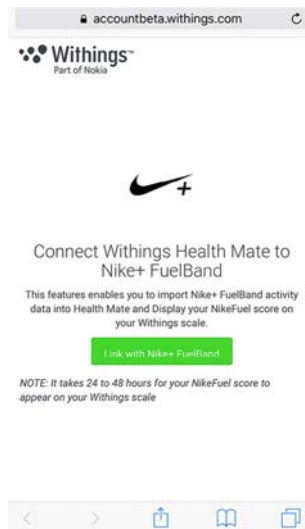 accountbeta.withings.com
Withings™
Part of Nokia
+
Connect Withings Health Mate to
Nike+ FuelBand
This features enables you to import Nike+ FuelBand activity
data into Health Mate and Display your NikeFuel score on
your Withings scale.
Link with Nike+ FuelBand
NOTE: It takes 24 to 48 hours for your NikeFuel score to
appear on your Withings scale